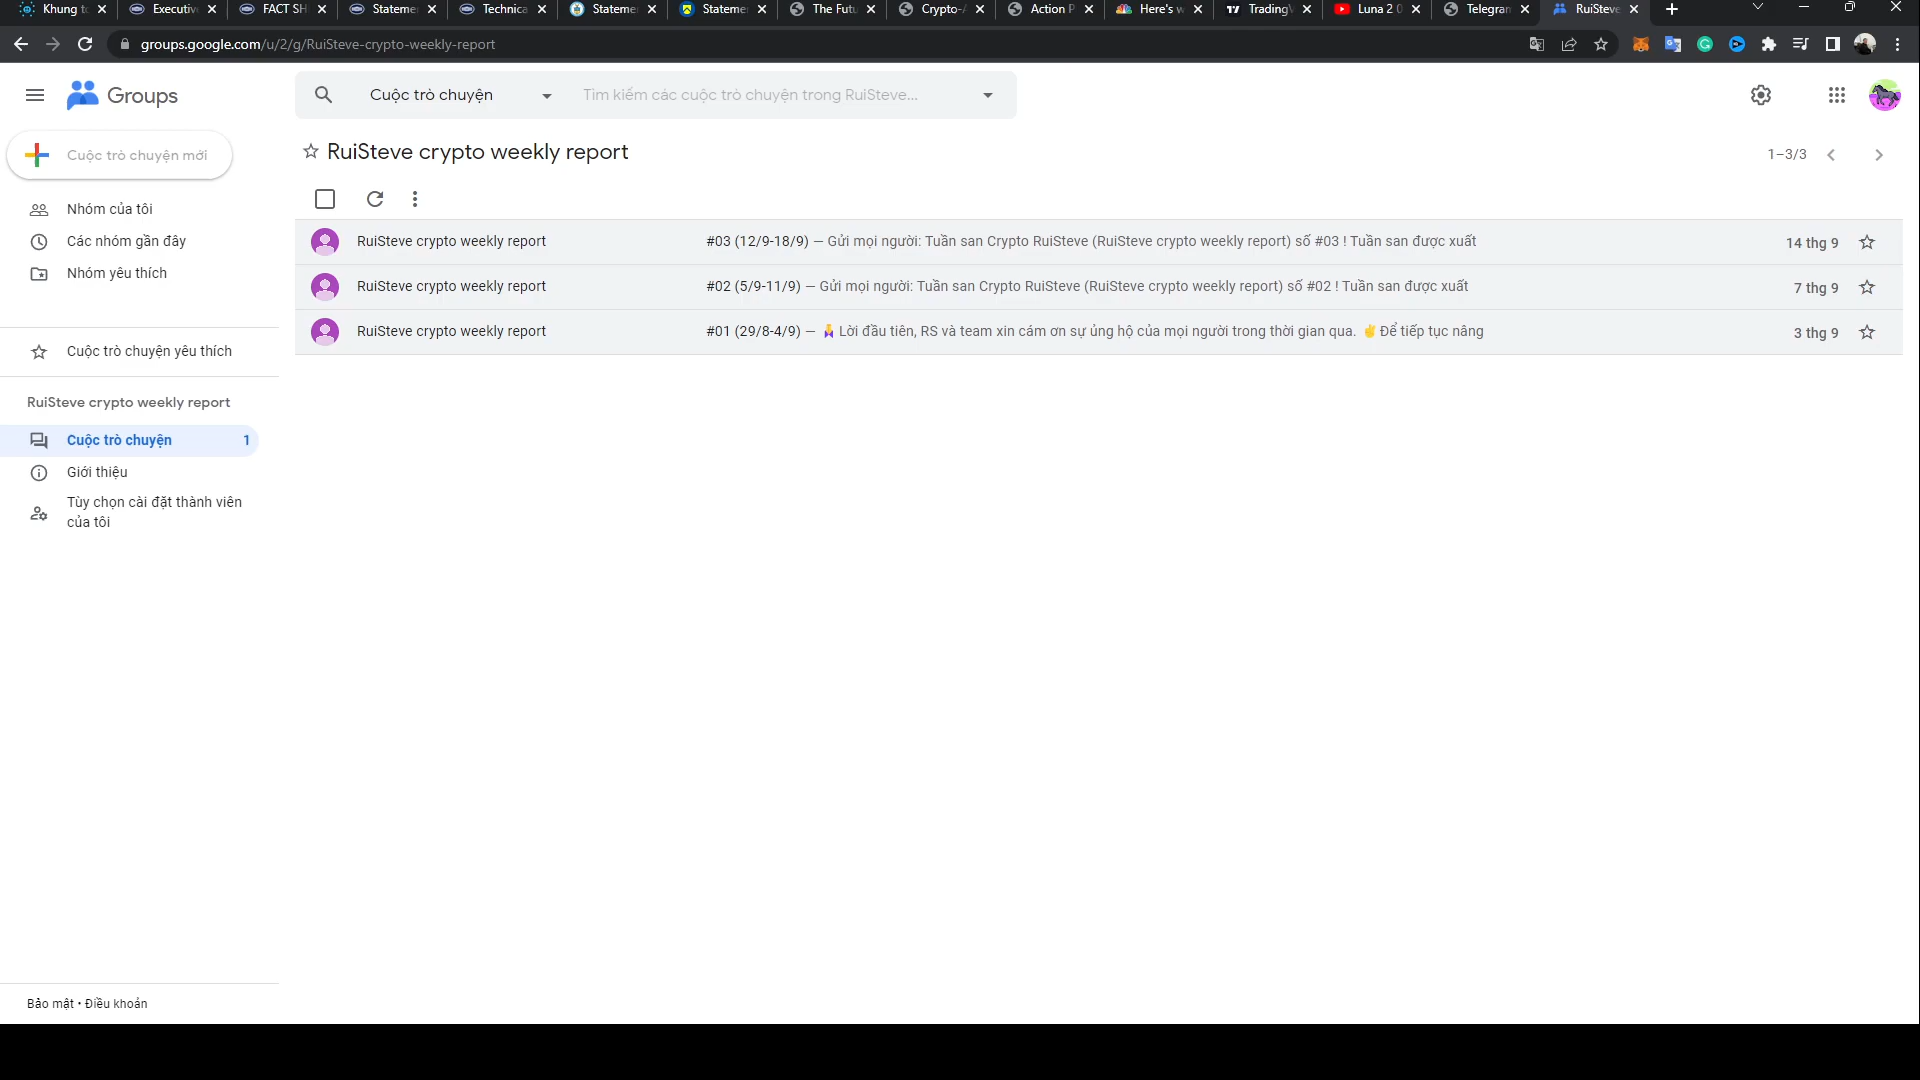 Khung t
Executiv
FACT SH
Stateme
Technica
Stateme
Stateme
The Futu
Crypto-
Action P
Here's w
TradingV
Luna 2 0
Telegram
RuiSteve
groups.google.com/u/2/g/RuiSteve-crypto-weekly-report
Groups
Cuộc trò chuyện
Tìm kiếm các cuộc trò chuyện trong RuiSteve...
Cuộc trò chuyện mới
RuiSteve crypto weekly report
1–3/3
Nhóm của tôi
Các nhóm gần đây
Nhóm yêu thích
Cuộc trò chuyện yêu thích
RuiSteve crypto weekly report
Cuộc trò chuyện 1
Giới thiệu
Tùy chọn cài đặt thành viên
của tôi
RuiSteve crypto weekly report #03 (12/9-18/9) — Gửi mọi người: Tuần san Crypto RuiSteve (RuiSteve crypto weekly report) số #03 ! Tuần san được xuất 14 thg 9
RuiSteve crypto weekly report #02 (5/9-11/9) — Gửi mọi người: Tuần san Crypto RuiSteve (RuiSteve crypto weekly report) số #02 ! Tuần san được xuất 7 thg 9
RuiSteve crypto weekly report #01 (29/8-4/9) — Lời đầu tiên, RS và team xin cám ơn sự ủng hộ của mọi người trong thời gian qua. ✌Để tiếp tục nâng 3 thg 9
Bảo mật • Điều khoản